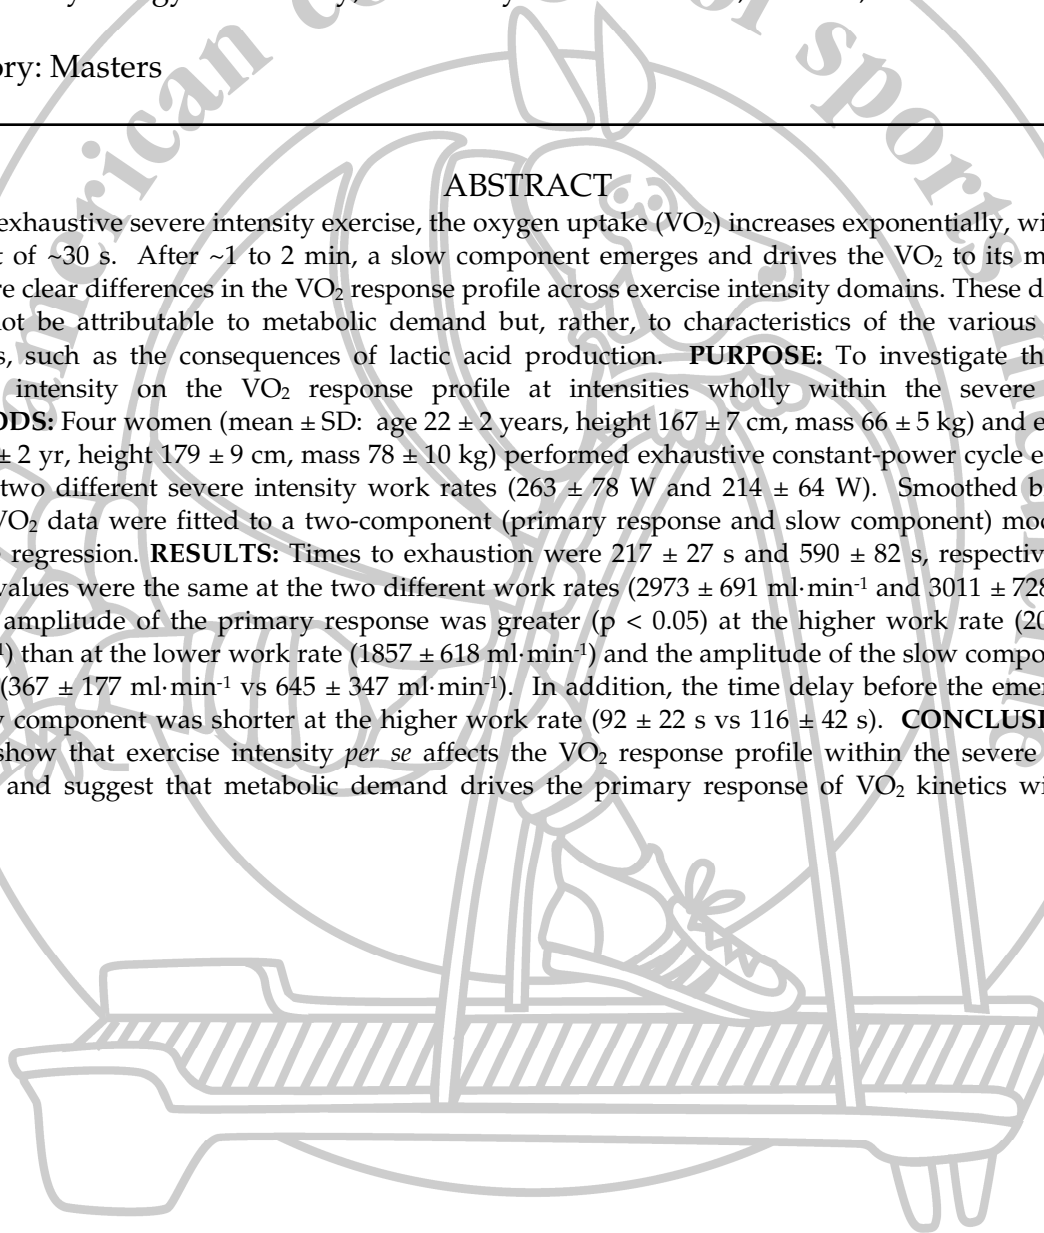 merican c
sports
ory: Masters
ABSTRACT
exhaustive severe intensity exercise, the oxygen uptake (VO₂) increases exponentially, wi
t of ~30 s. After ~1 to 2 min, a slow component emerges and drives the VO₂ to its m
re clear differences in the VO₂ response profile across exercise intensity domains. These d
not be attributable to metabolic demand but, rather, to characteristics of the various
s, such as the consequences of lactic acid production. PURPOSE: To investigate th
intensity on the VO₂ response profile at intensities wholly within the severe
ODS: Four women (mean ± SD: age 22 ± 2 years, height 167 ± 7 cm, mass 66 ± 5 kg) and e
± 2 yr, height 179 ± 9 cm, mass 78 ± 10 kg) performed exhaustive constant-power cycle e
two different severe intensity work rates (263 ± 78 W and 214 ± 64 W). Smoothed b
VO₂ data were fitted to a two-component (primary response and slow component) mod
regression. RESULTS: Times to exhaustion were 217 ± 27 s and 590 ± 82 s, respectiv
values were the same at the two different work rates (2973 ± 691 ml·min⁻¹ and 3011 ± 728
amplitude of the primary response was greater (p < 0.05) at the higher work rate (20
⁻¹) than at the lower work rate (1857 ± 618 ml·min⁻¹) and the amplitude of the slow compo
(367 ± 177 ml·min⁻¹ vs 645 ± 347 ml·min⁻¹). In addition, the time delay before the emer
w component was shorter at the higher work rate (92 ± 22 s vs 116 ± 42 s). CONCLUSI
show that exercise intensity per se affects the VO₂ response profile within the severe
and suggest that metabolic demand drives the primary response of VO₂ kinetics wi